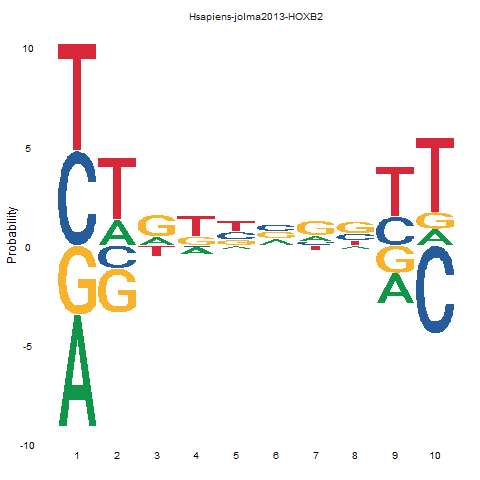 Hsapiens-jolma2013-HOXB2
10
5
0
-5
-10
Probability
T C G A
T A C G
G A T
T G C A
T C G A
C G A
G A C T
G C T A
T C G A
T G A C
1 2 3 4 5 6 7 8 9 10